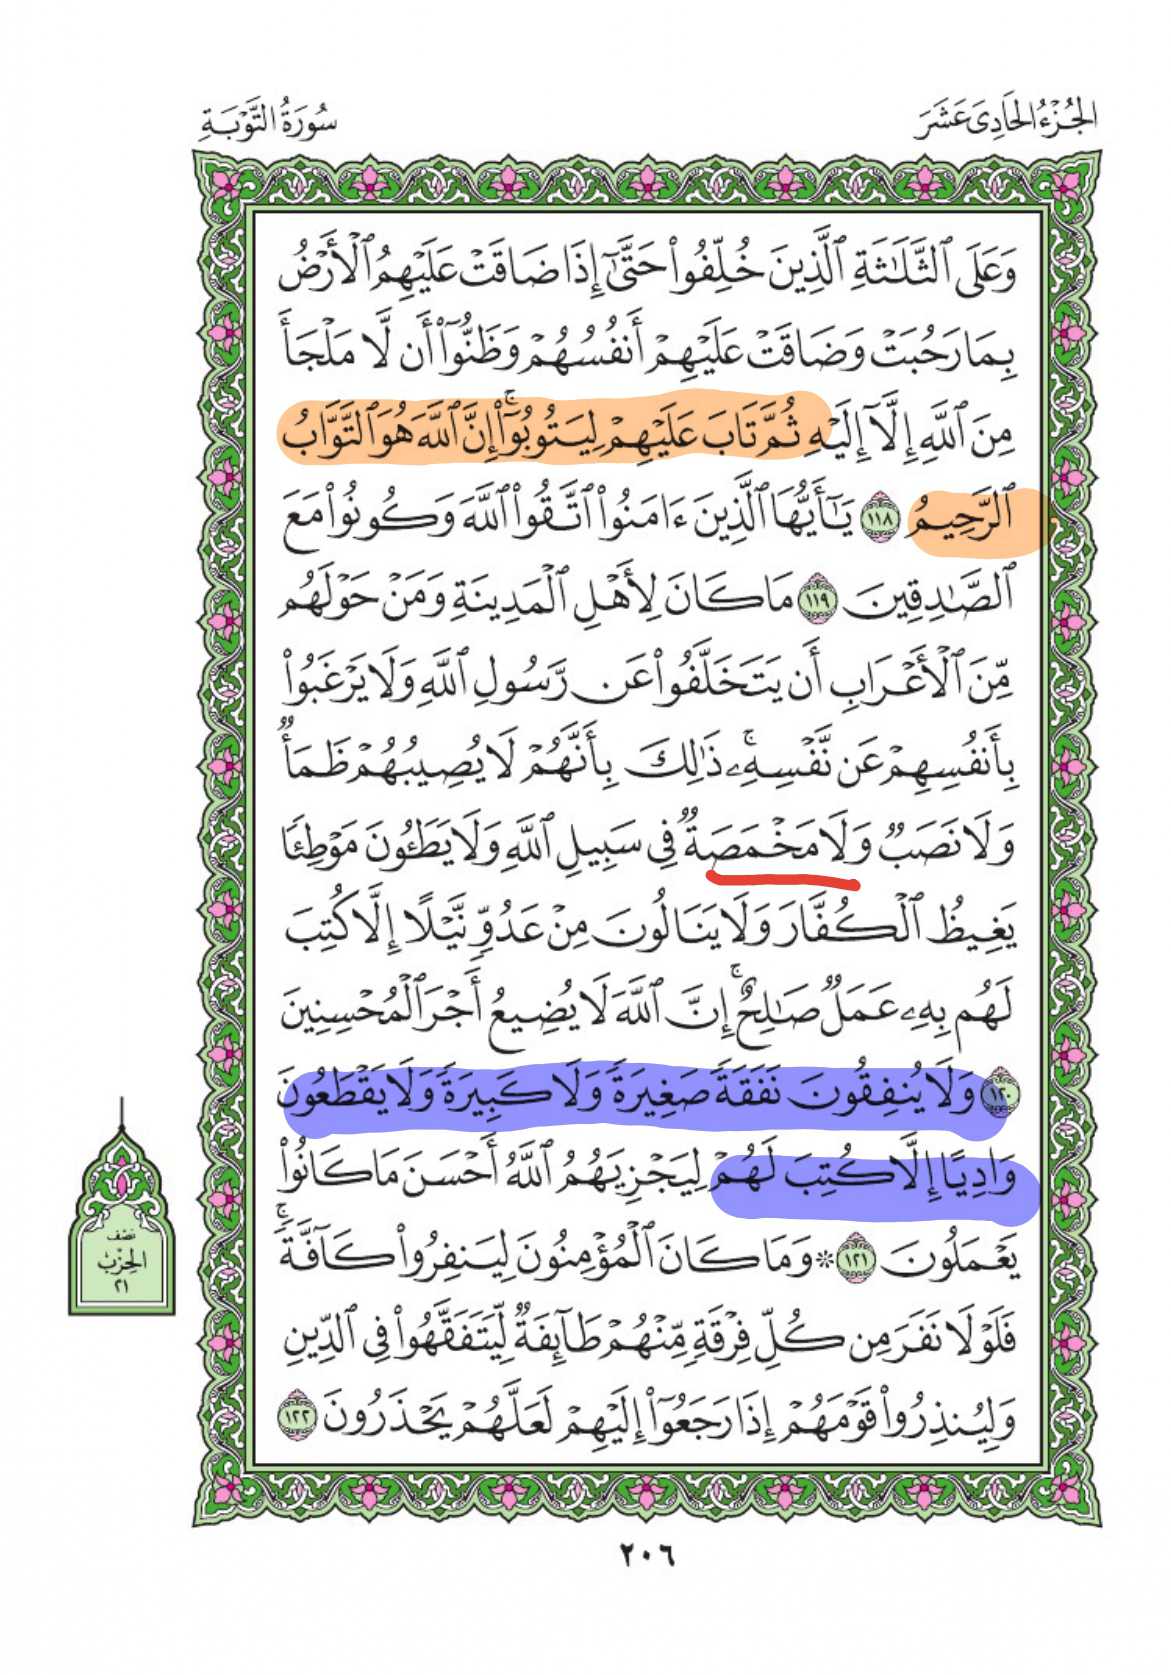 الجُزْءُ الحَادِي عَشَرَ
سُورَةُ التَّوْبَةِ
وَعَلَى ٱلثَّلَٰثَةِ ٱلَّذِينَ خُلِّفُوا۟ حَتَّىٰٓ إِذَا ضَاقَتْ عَلَيْهِمُ ٱلْأَرْضُ
بِمَا رَحُبَتْ وَضَاقَتْ عَلَيْهِمْ أَنفُسُهُمْ وَظَنُّوٓا۟ أَن لَّا مَلْجَأَ
مِنَ ٱللَّهِ إِلَّآ إِلَيْهِ ثُمَّ تَابَ عَلَيْهِمْ لِيَتُوبُوٓا۟ ۚ إِنَّ ٱللَّهَ هُوَ ٱلتَّوَّابُ
ٱلرَّحِيمُ ١١٨ يَٰٓأَيُّهَا ٱلَّذِينَ ءَامَنُوا۟ ٱتَّقُوا۟ ٱللَّهَ وَكُونُوا۟ مَعَ
ٱلصَّٰدِقِينَ ١١٩ مَا كَانَ لِأَهْلِ ٱلْمَدِينَةِ وَمَنْ حَوْلَهُم
مِّنَ ٱلْأَعْرَابِ أَن يَتَخَلَّفُوا۟ عَن رَّسُولِ ٱللَّهِ وَلَا يَرْغَبُوا۟
بِأَنفُسِهِمْ عَن نَّفْسِهِۦ ۚ ذَٰلِكَ بِأَنَّهُمْ لَا يُصِيبُهُمْ ظَمَأٌ
وَلَا نَصَبٌ وَلَا مَخْمَصَةٌ فِى سَبِيلِ ٱللَّهِ وَلَا يَطَـُٔونَ مَوْطِئًا
يَغِيظُ ٱلْكُفَّارَ وَلَا يَنَالُونَ مِنْ عَدُوٍّ نَّيْلًا إِلَّا كُتِبَ
لَهُم بِهِۦ عَمَلٌ صَٰلِحٌ ۚ إِنَّ ٱللَّهَ لَا يُضِيعُ أَجْرَ ٱلْمُحْسِنِينَ
١٢٠ وَلَا يُنفِقُونَ نَفَقَةً صَغِيرَةً وَلَا كَبِيرَةً وَلَا يَقْطَعُونَ
وَادِيًا إِلَّا كُتِبَ لَهُمْ لِيَجْزِيَهُمُ ٱللَّهُ أَحْسَنَ مَا كَانُوا۟
يَعْمَلُونَ ١٢١ ۞ وَمَا كَانَ ٱلْمُؤْمِنُونَ لِيَنفِرُوا۟ كَآفَّةً ۚ
فَلَوْلَا نَفَرَ مِن كُلِّ فِرْقَةٍ مِّنْهُمْ طَآئِفَةٌ لِّيَتَفَقَّهُوا۟ فِى ٱلدِّينِ
وَلِيُنذِرُوا۟ قَوْمَهُمْ إِذَا رَجَعُوٓا۟ إِلَيْهِمْ لَعَلَّهُمْ يَحْذَرُونَ ١٢٢
نصف
الحِزْبِ
٢١
٢٠٦